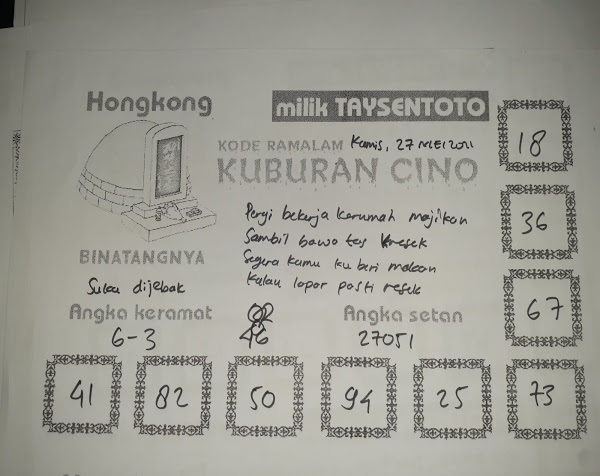 Hongkong
milik TAYSENTOTO
KODE RAMALAM Kamis, 27 MEI 2021
KUBURAN CINO
18
36
67
Pergi bekerja kerumah majikan
Sambil bawa tas kresek
Segera kamu ku beri makan
Kalau lapar pasti resek
BINATANGNYA
Suka dijebak
Angka keramat
6-3
46
Angka setan
27051
41 82 50 94 25 73